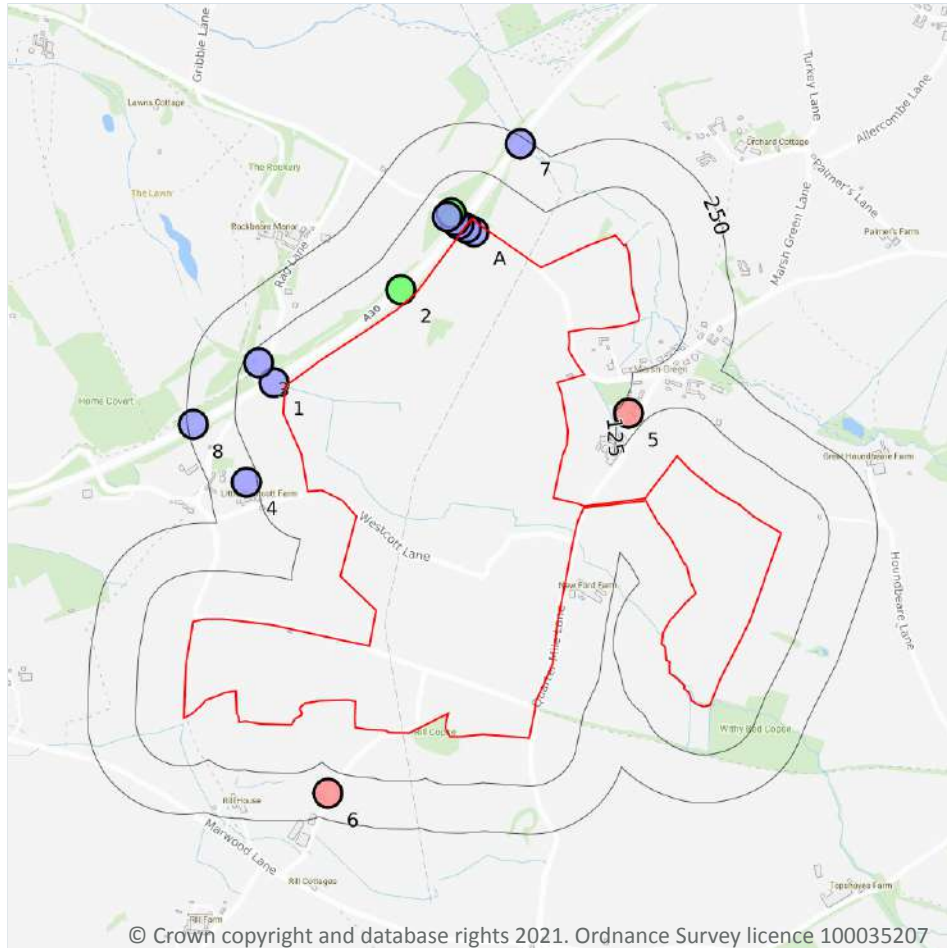 Gribble Lane
Turkey Lane
Allercombe Lane
Lawns Cottage
Orchard Cottage
The Rookery
Palmer's Lane
The Lawn
7
Marsh Green Lane
250
Rockbeare Manor
Palmer's Farm
A
Rag Lane
A30
2
Marsh Green
3
1
Home Covert
125
5
8
Great Houndbeare Farm
4
Westcott Lane
Houndbeare Lane
New Ford Farm
Quarter Mile Lane
Rill Copse
Withy Bed Copse
Rill House
6
Marwood Lane
Rill Cottages
Topshayes Farm
Rill Farm
© Crown copyright and database rights 2021. Ordnance Survey licence 100035207